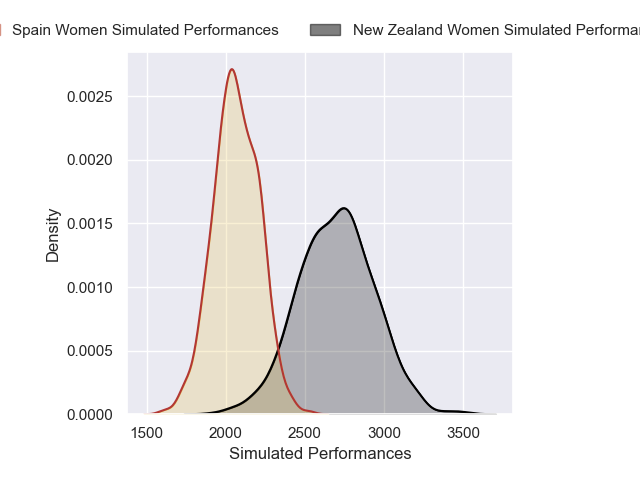 Spain Women Simulated Performances
New Zealand Women Simulated
Density
0.0025
0.0020
0.0015
0.0010
0.0005
0.0000
1500 2000 2500 3000 3500
Simulated Performances